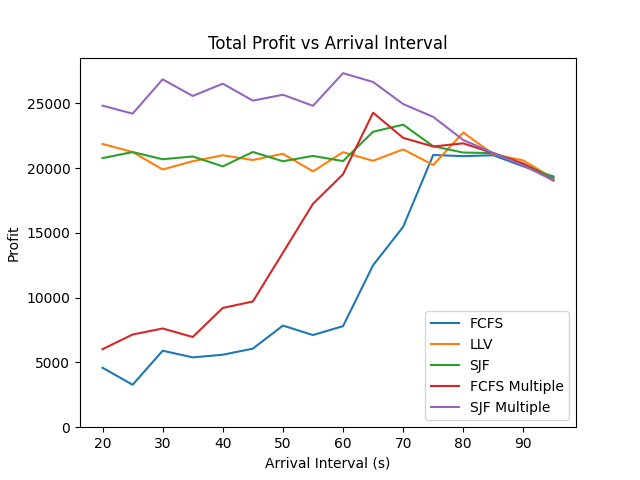 Total Profit vs Arrival Interval
Profit
25000
20000
15000
10000
5000
0
20 30 40 50 60 70 80 90
Arrival Interval (s)
FCFS
LLV
SJF
FCFS Multiple
SJF Multiple